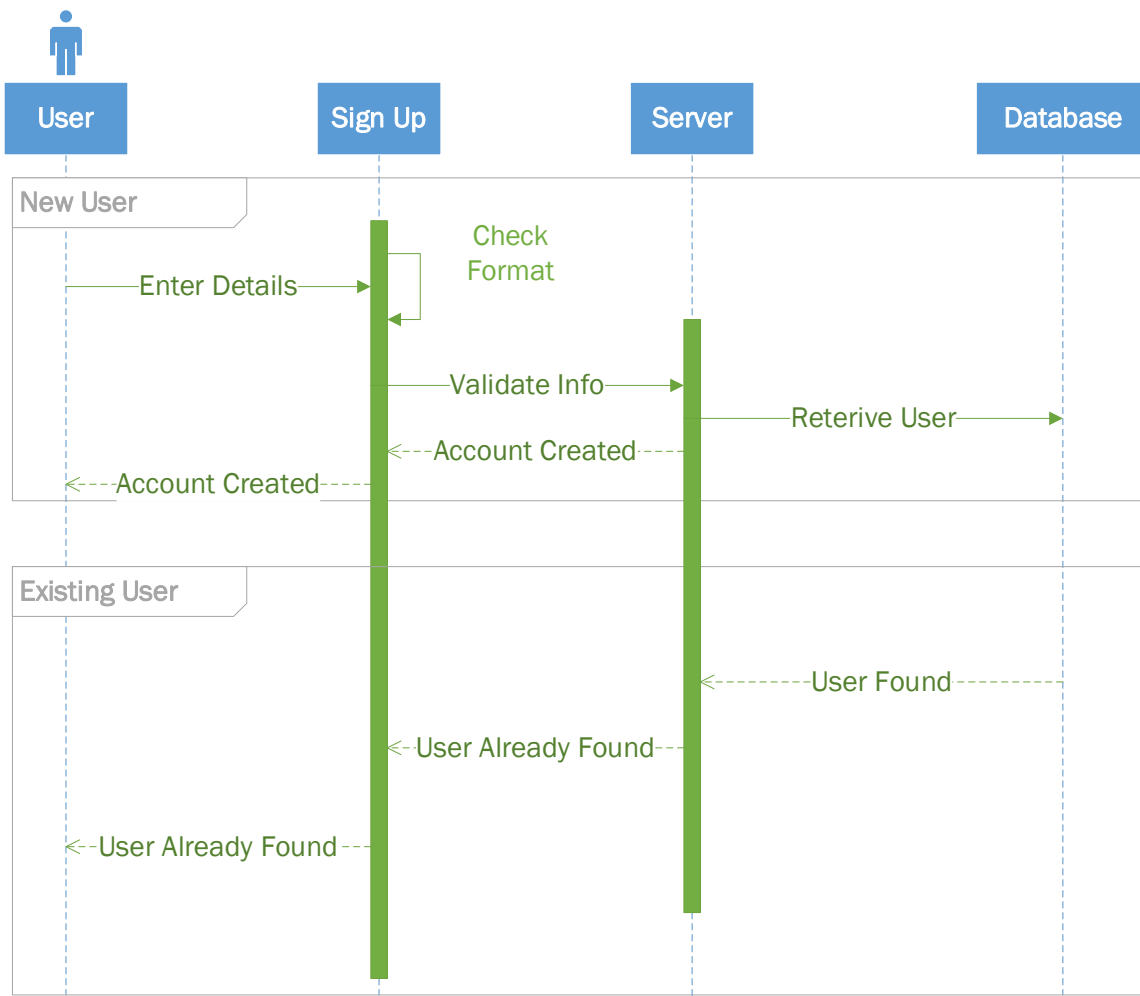 User
Sign Up
Server
Database
New User
Check
Format
Enter Details
Validate Info
Reterive User
Account Created
Account Created
Existing User
User Found
User Already Found
User Already Found